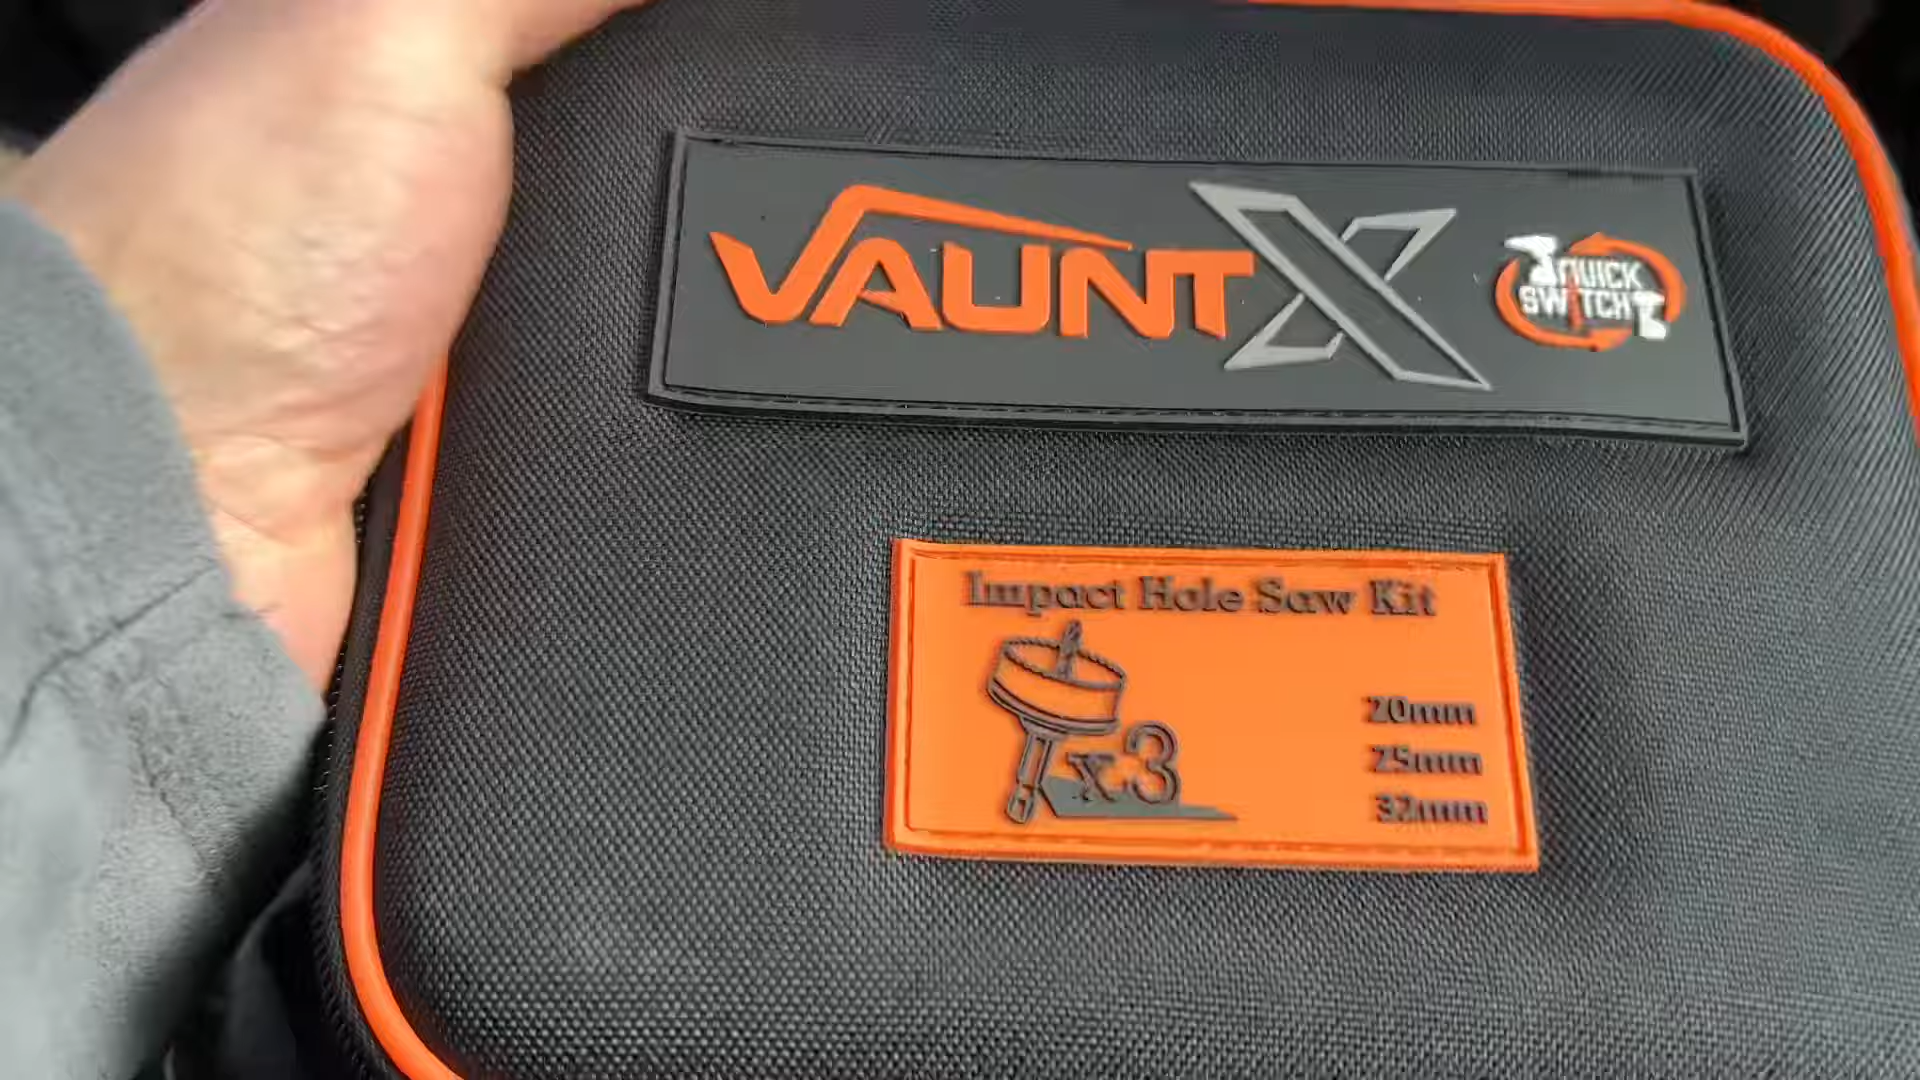 VAUNTX
QUICK
SWITCH
Impact Hole Saw Kit
x3
20mm
25mm
32mm